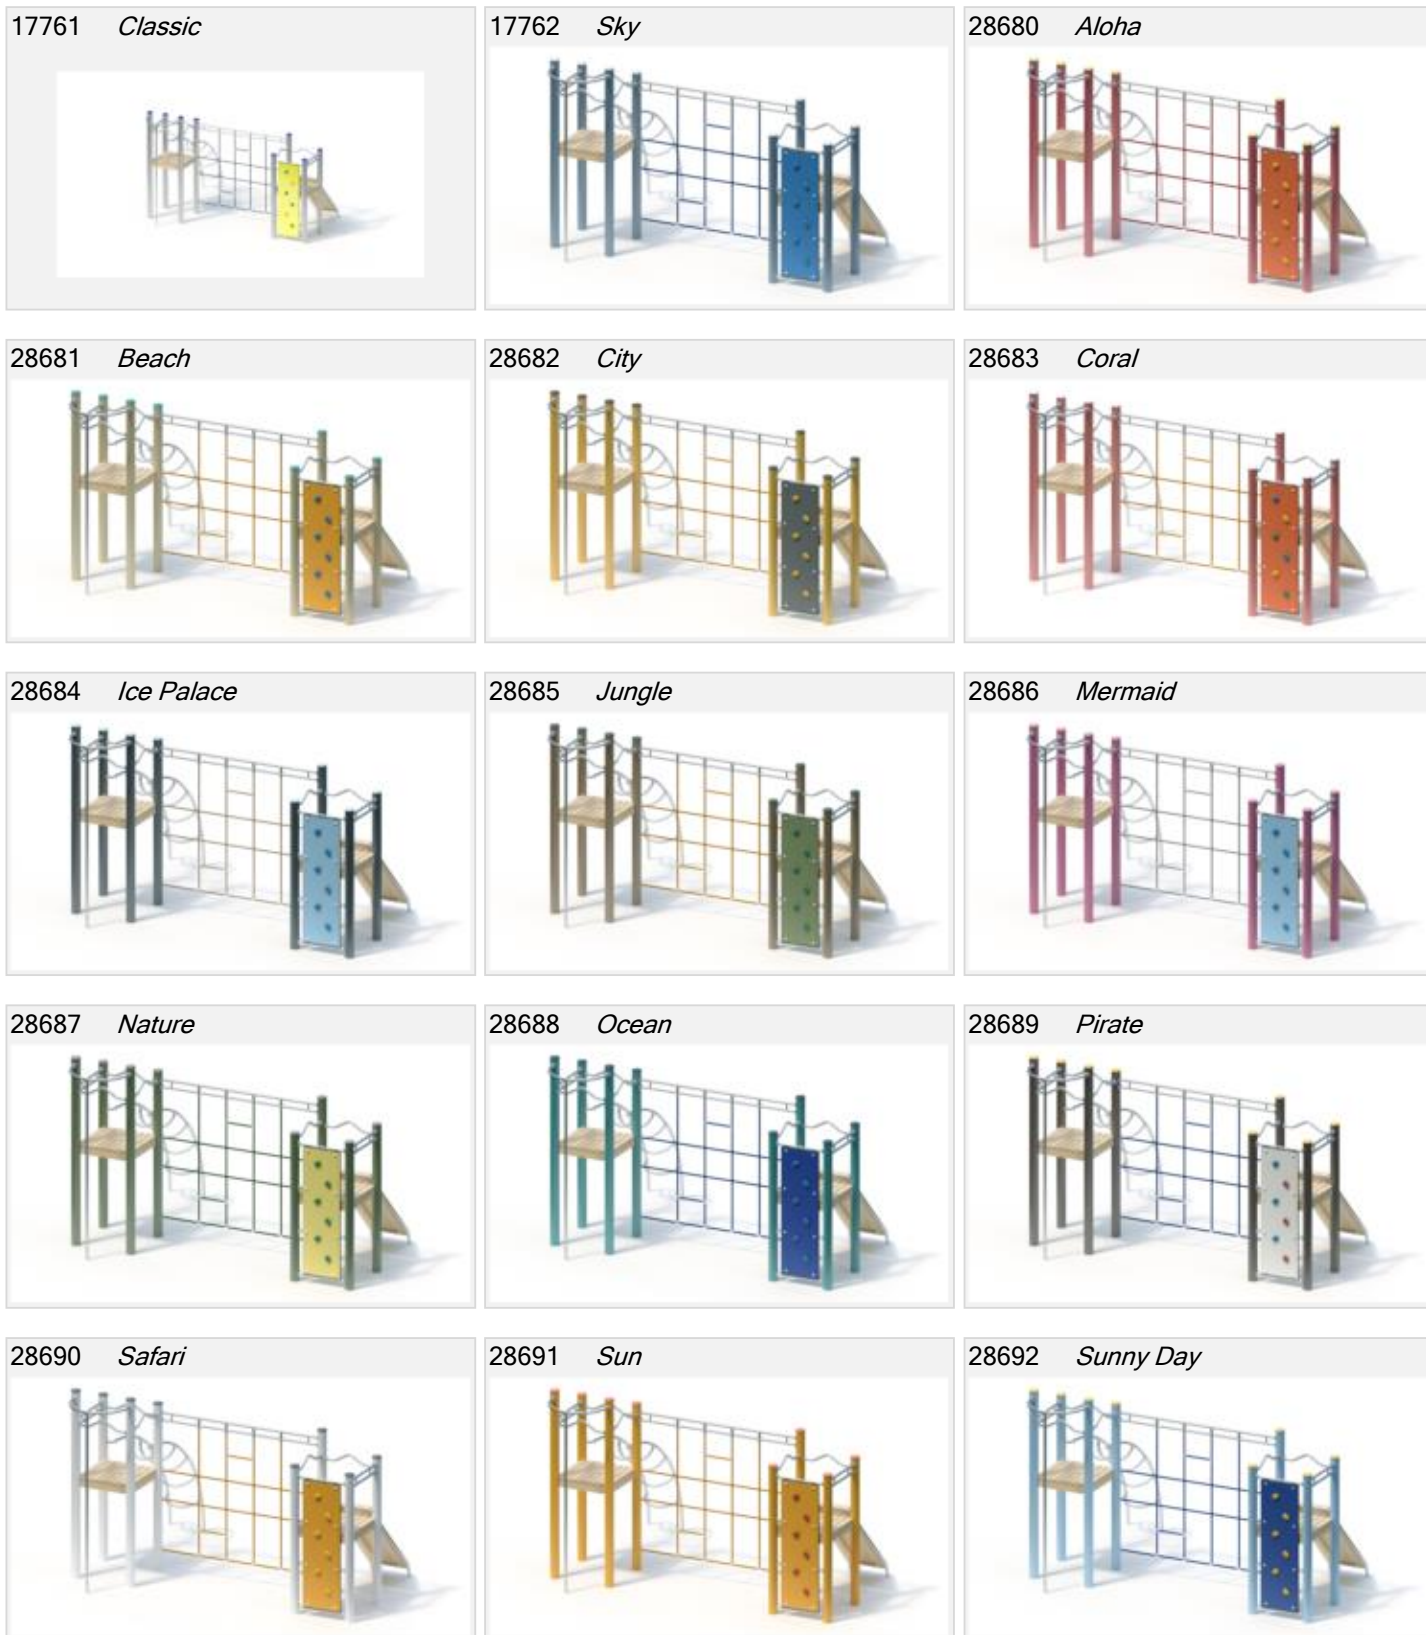 17761 Classic
17762 Sky
28680 Aloha
28681 Beach
28682 City
28683 Coral
28684 Ice Palace
28685 Jungle
28686 Mermaid
28687 Nature
28688 Ocean
28689 Pirate
28690 Safari
28691 Sun
28692 Sunny Day